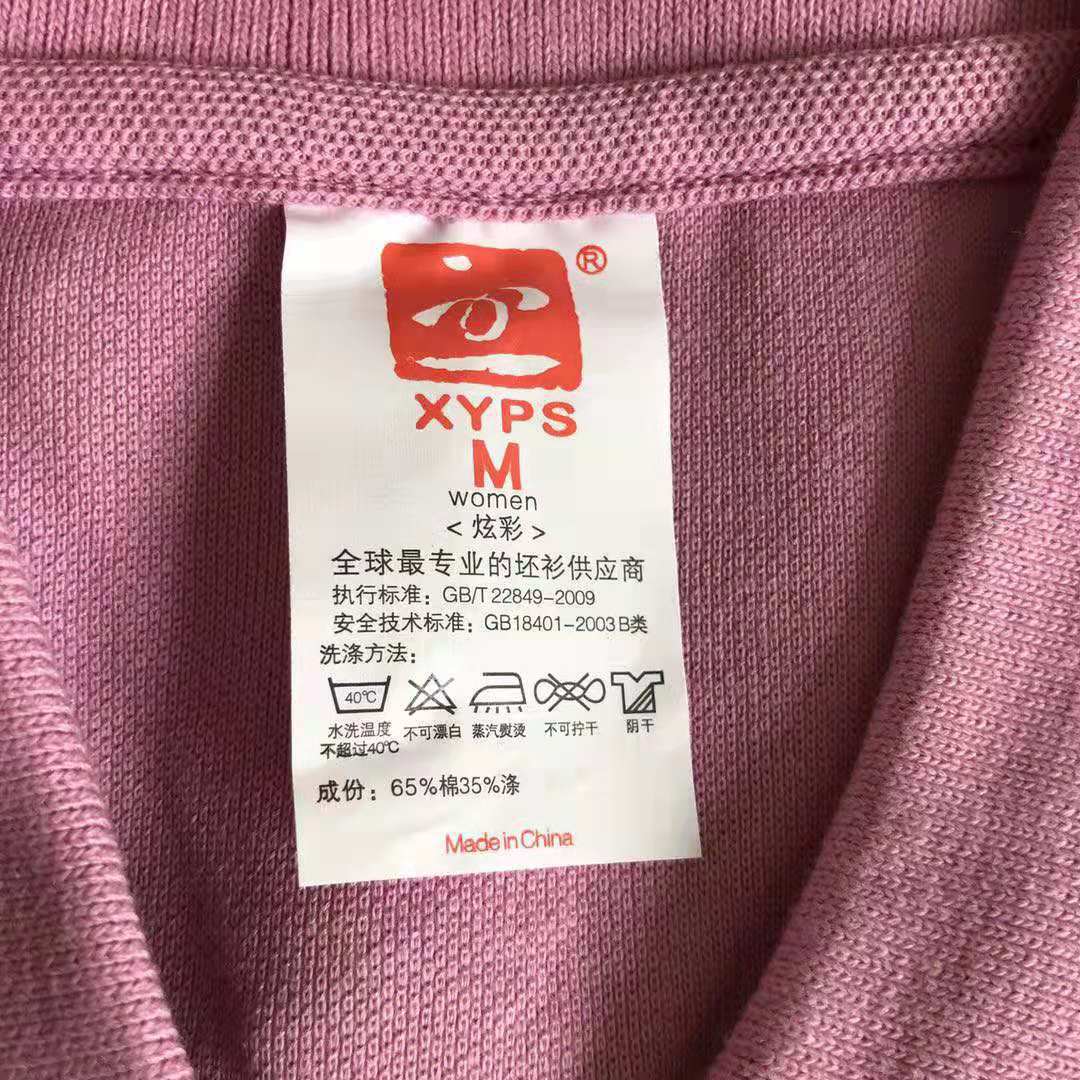 ®
XYPS
M
women
<炫彩>
全球最专业的坯衫供应商
执行标准：GB/T 22849-2009
安全技术标准：GB18401-2003 B类
洗涤方法：
40℃
水洗温度 不可漂白 蒸汽熨烫 不可拧干 阴干
不超过40℃
成份：65%棉35%涤
Made in China